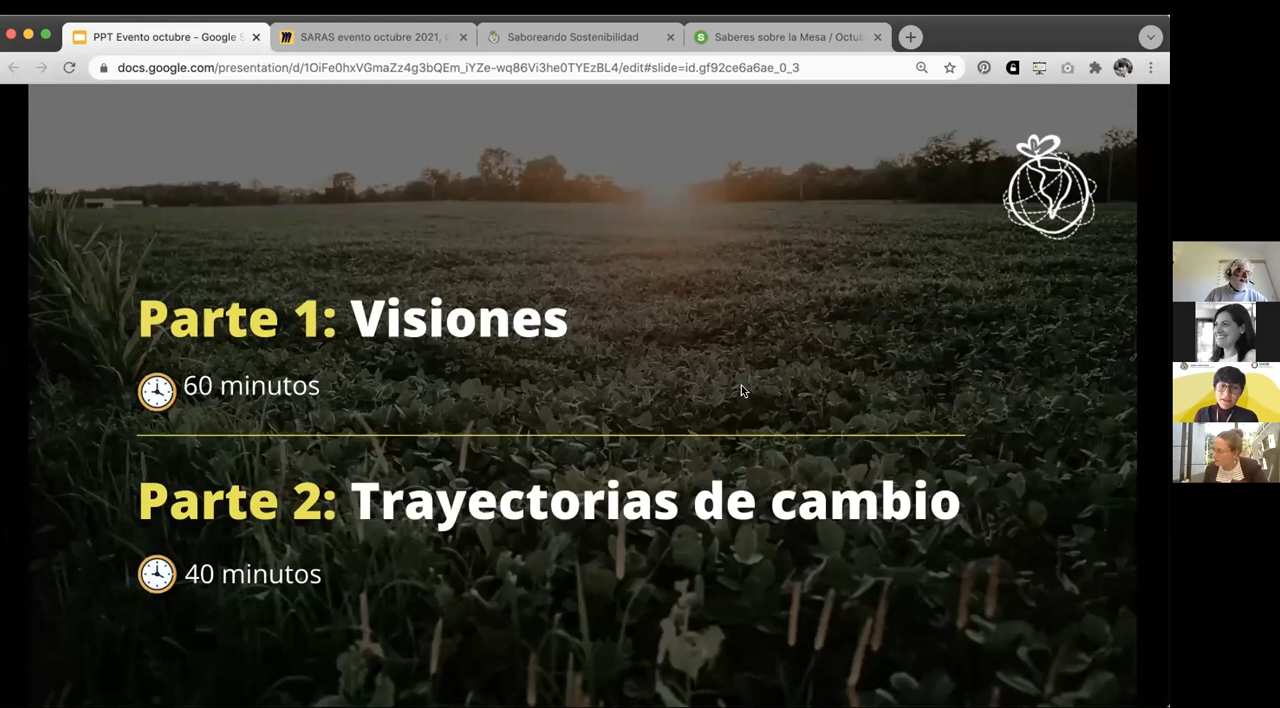 PPT Evento octubre - Google S
SARAS evento octubre 2021, 
Saboreando Sostenibilidad
Saberes sobre la Mesa / Octub
docs.google.com/presentation/d/1OiFe0hxVGmaZz4g3bQEm_iYZe-wq86Vi3he0TYEzBL4/edit#slide=id.gf92ce6a6ae_0_3
Parte 1: Visiones
60 minutos
Parte 2: Trayectorias de cambio
40 minutos